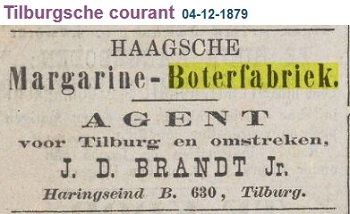 Tilburgsche courant 04-12-1879
HAAGSCHE
Margarine-Boterfabriek.
AGENT
voor Tilburg en omstreken,
J. D. BRANDT Jr.
Haringseind B. 630, Tilburg.